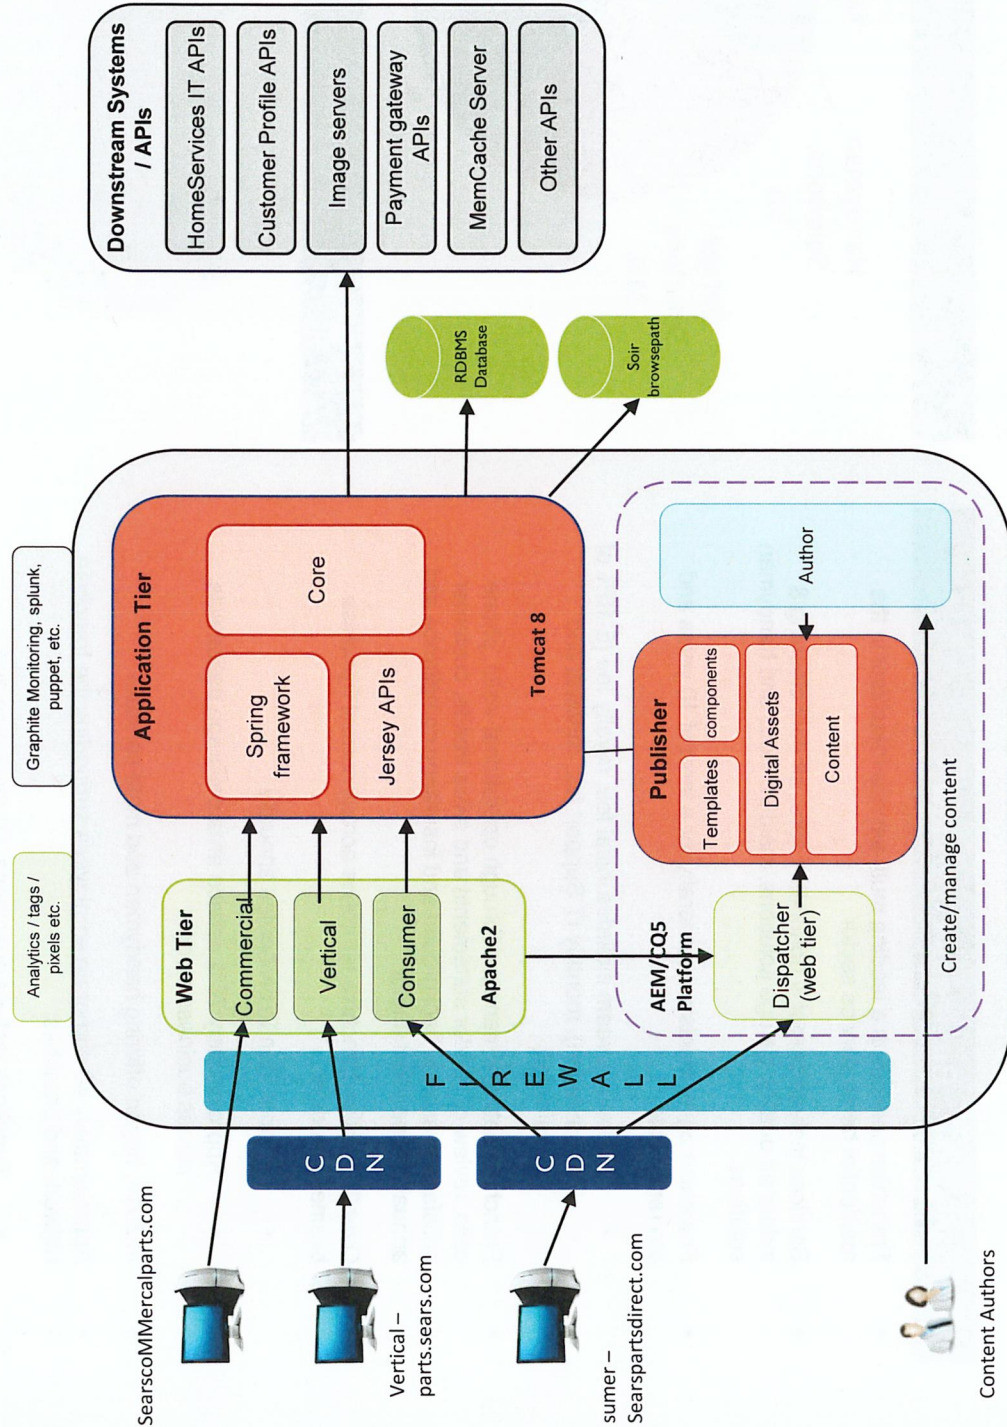 SearscoMMercalparts.com
Vertical –
parts.sears.com
sumer –
Searspartsdirect.com
Content Authors
C
D
N
C
D
N
F
I
R
E
W
A
L
L
Analytics / tags /
pixels etc.
Graphite Monitoring, splunk,
puppet, etc.
Web Tier
Commercial
Vertical
Consumer
Apache2
Application Tier
Spring
framework
Jersey APIs
Core
Tomcat 8
AEM/CQ5
Platform
Dispatcher
(web tier)
Publisher
Templates
components
Digital Assets
Content
Author
Create/manage content
RDBMS
Database
Soir
browsepath
Downstream Systems
/ APIs
HomeServices IT APIs
Customer Profile APIs
Image servers
Payment gateway
APIs
MemCache Server
Other APIs